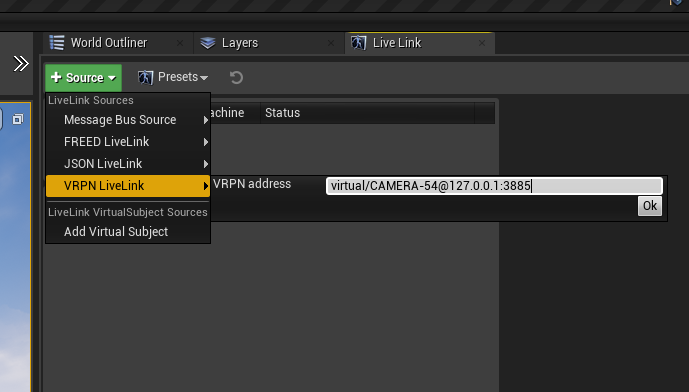 World Outliner
Layers
Live Link
Source
Presets
LiveLink Sources
achine Status
Message Bus Source
FREED LiveLink
JSON LiveLink
VRPN LiveLink
VRPN address virtual/CAMERA-54@127.0.0.1:3885
Ok
LiveLink VirtualSubject Sources
Add Virtual Subject